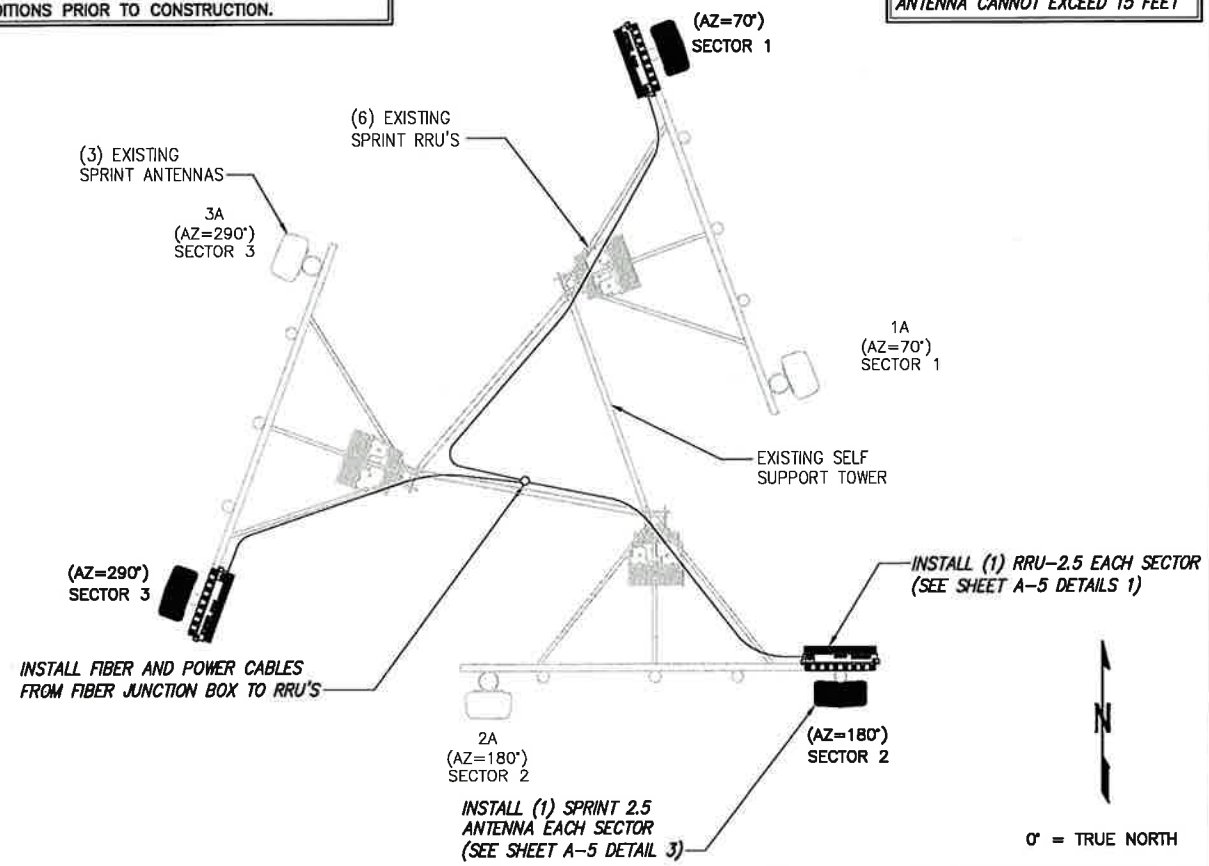 DITIONS PRIOR TO CONSTRUCTION.
ANTENNA CANNOT EXCEED 15 FEET
(AZ=70°)
SECTOR 1
(6) EXISTING
SPRINT RRU'S
(3) EXISTING
SPRINT ANTENNAS
3A
(AZ=290°)
SECTOR 3
1A
(AZ=70°)
SECTOR 1
EXISTING SELF
SUPPORT TOWER
(AZ=290°)
SECTOR 3
INSTALL (1) RRU-2.5 EACH SECTOR
(SEE SHEET A-5 DETAILS 1)
INSTALL FIBER AND POWER CABLES
FROM FIBER JUNCTION BOX TO RRU'S
2A
(AZ=180°)
SECTOR 2
(AZ=180°)
SECTOR 2
INSTALL (1) SPRINT 2.5
ANTENNA EACH SECTOR
(SEE SHEET A-5 DETAIL 3)
N
0° = TRUE NORTH